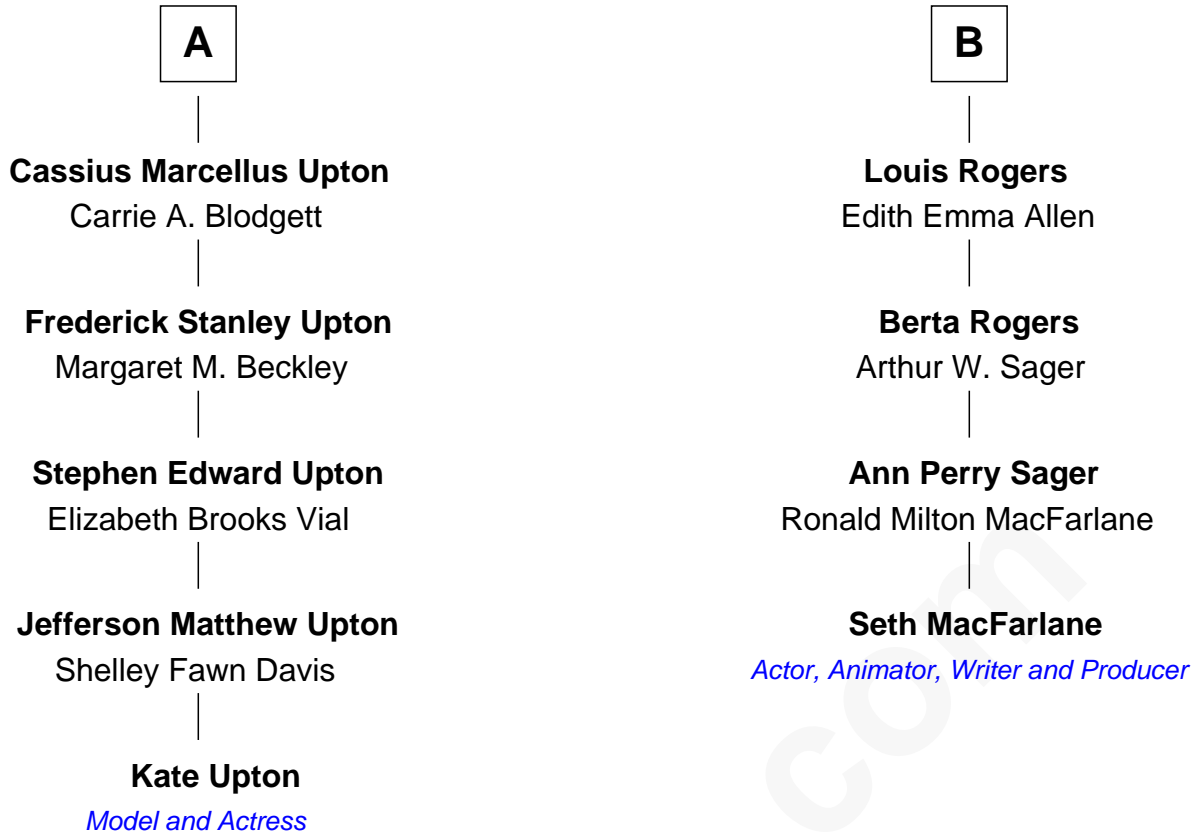 A
Cassius Marcellus Upton
Carrie A. Blodgett
Frederick Stanley Upton
Margaret M. Beckley
Stephen Edward Upton
Elizabeth Brooks Vial
Jefferson Matthew Upton
Shelley Fawn Davis
Kate Upton
Model and Actress
B
Louis Rogers
Edith Emma Allen
Berta Rogers
Arthur W. Sager
Ann Perry Sager
Ronald Milton MacFarlane
Seth MacFarlane
Actor, Animator, Writer and Producer
com